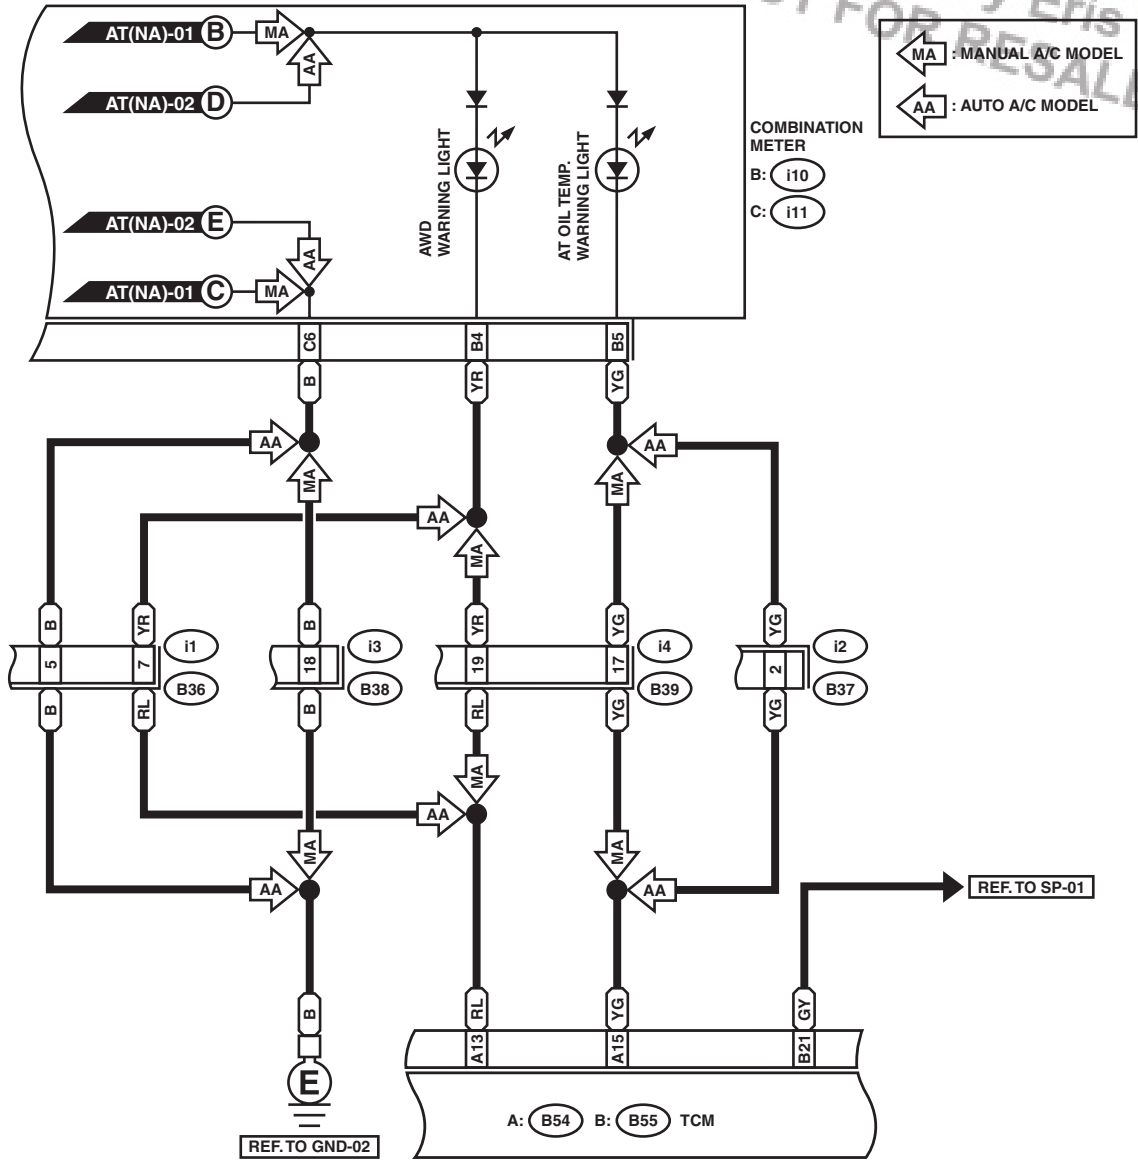 y Eris
T FOR RESAL
AT(NA)-01 B MA
AA
AT(NA)-02 D
MA : MANUAL A/C MODEL
AA : AUTO A/C MODEL
COMBINATION
METER
B: i10
C: i11
AWD
WARNING LIGHT
AT OIL TEMP.
WARNING LIGHT
AT(NA)-02 E
AA
AT(NA)-01 C MA
C6 B4 B5
B YR YG
AA AA
MA MA
AA
MA
B YR B YR YG YG
5 7 i1 18 i3 19 17 i4 2 i2
B36 B38 B39 B37
B RL B RL YG YG
MA
AA
MA MA
AA AA
REF. TO SP-01
B RL YG GY
A13 A15 B21
E
A: B54 B: B55 TCM
REF. TO GND-02